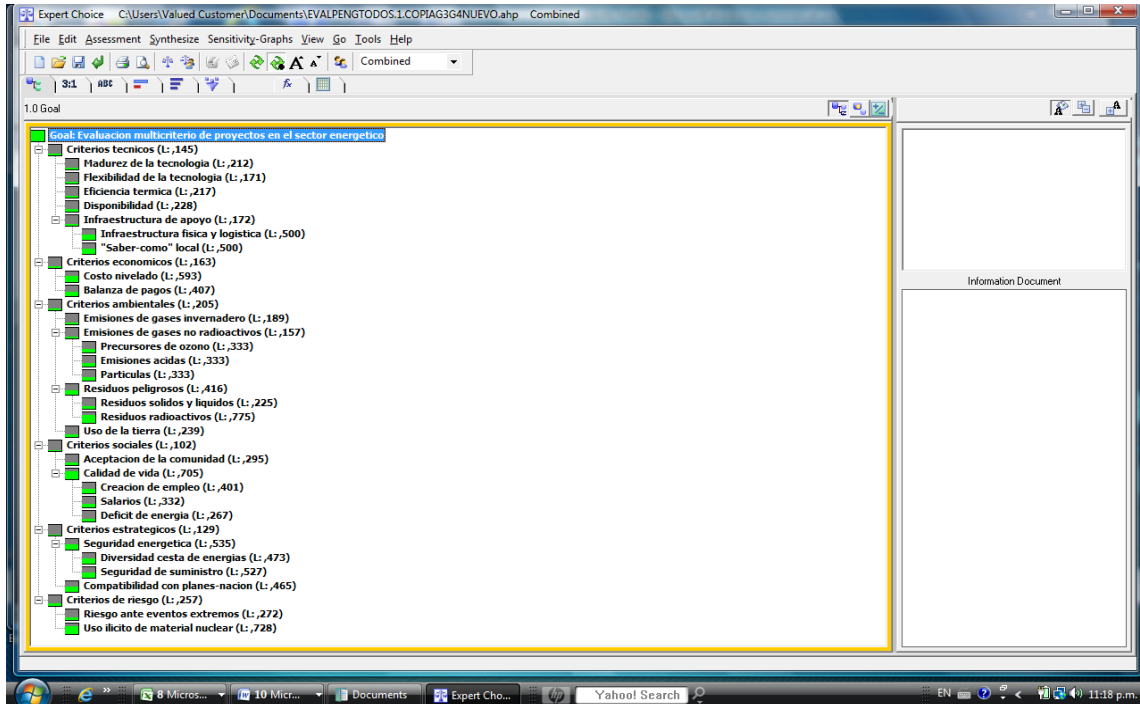 Expert Choice C:\Users\Valued Customer\Documents\EVALPENGTODOS.1.COPIAG3G4NUEVO.ahp Combined
File Edit Assessment Synthesize Sensitivity-Graphs View Go Tools Help
A A Combined
3:1 ABC fx
1.0 Goal
Goal: Evaluacion multicriterio de proyectos en el sector energetico
Criterios tecnicos (L: ,145)
Madurez de la tecnologia (L: ,212)
Flexibilidad de la tecnologia (L: ,171)
Eficiencia termica (L: ,217)
Disponibilidad (L: ,228)
Infraestructura de apoyo (L: ,172)
Infraestructura fisica y logistica (L: ,500)
"Saber-como" local (L: ,500)
Criterios economicos (L: ,163)
Costo nivelado (L: ,593)
Balanza de pagos (L: ,407)
Criterios ambientales (L: ,205)
Emisiones de gases invernadero (L: ,189)
Emisiones de gases no radioactivos (L: ,157)
Precursores de ozono (L: ,333)
Emisiones acidas (L: ,333)
Particulas (L: ,333)
Residuos peligrosos (L: ,416)
Residuos solidos y liquidos (L: ,225)
Residuos radioactivos (L: ,775)
Uso de la tierra (L: ,239)
Criterios sociales (L: ,102)
Aceptacion de la comunidad (L: ,295)
Calidad de vida (L: ,705)
Creacion de empleo (L: ,401)
Salarios (L: ,332)
Deficit de energia (L: ,267)
Criterios estrategicos (L: ,129)
Seguridad energetica (L: ,535)
Diversidad cesta de energias (L: ,473)
Seguridad de suministro (L: ,527)
Compatibilidad con planes-nacion (L: ,465)
Criterios de riesgo (L: ,257)
Riesgo ante eventos extremos (L: ,272)
Uso ilicito de material nuclear (L: ,728)
Information Document
8 Micros... 10 Micr... Documents Expert Cho... hp Yahoo! Search EN 11:18 p.m.